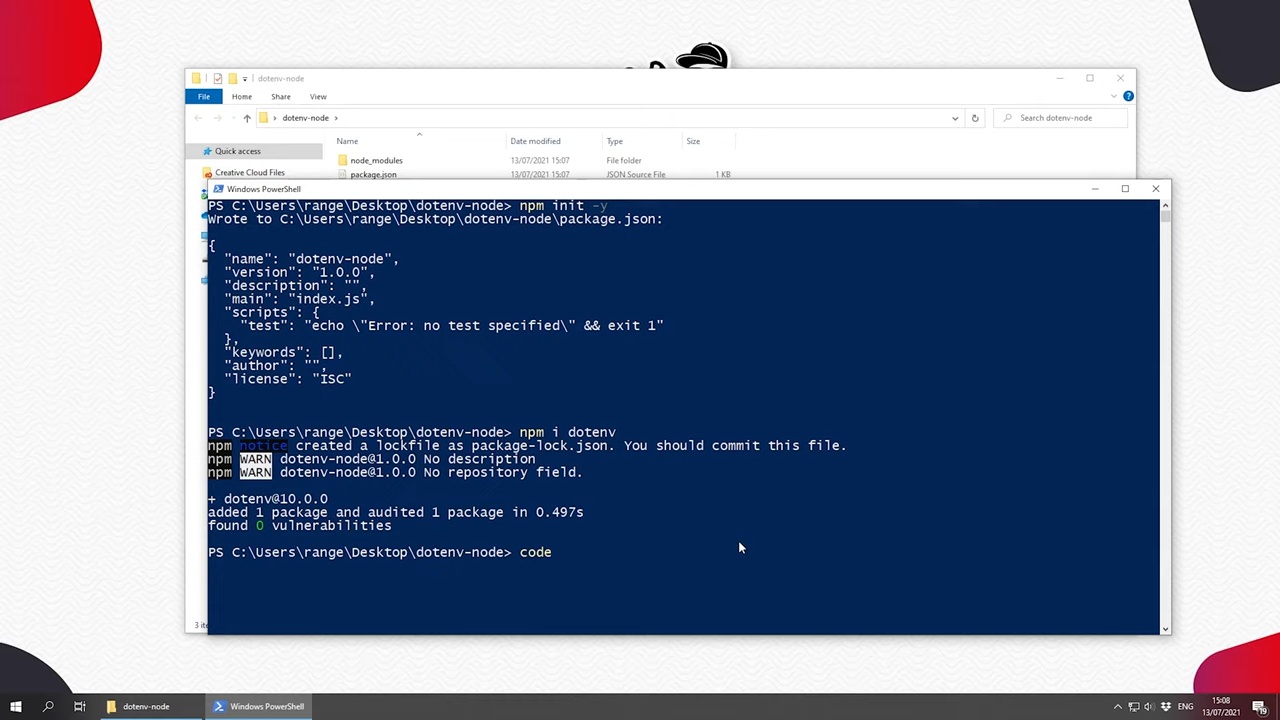 dotenv-node
File Home Share View
dotenv-node
Search dotenv-node
Name Date modified Type Size
Quick access
node_modules 13/07/2021 15:07 File folder
Creative Cloud Files
package.json 13/07/2021 15:07 JSON Source File 1 KB
Windows PowerShell
PS C:\Users\range\Desktop\dotenv-node> npm init -y
Wrote to C:\Users\range\Desktop\dotenv-node\package.json:
{
"name": "dotenv-node",
"version": "1.0.0",
"description": "",
"main": "index.js",
"scripts": {
"test": "echo \"Error: no test specified\" && exit 1"
},
"keywords": [],
"author": "",
"license": "ISC"
}
PS C:\Users\range\Desktop\dotenv-node> npm i dotenv
npm notice created a lockfile as package-lock.json. You should commit this file.
npm WARN dotenv-node@1.0.0 No description
npm WARN dotenv-node@1.0.0 No repository field.
+ dotenv@10.0.0
added 1 package and audited 1 package in 0.497s
found 0 vulnerabilities
PS C:\Users\range\Desktop\dotenv-node> code
dotenv-node
Windows PowerShell
ENG
15:08
13/07/2021
19